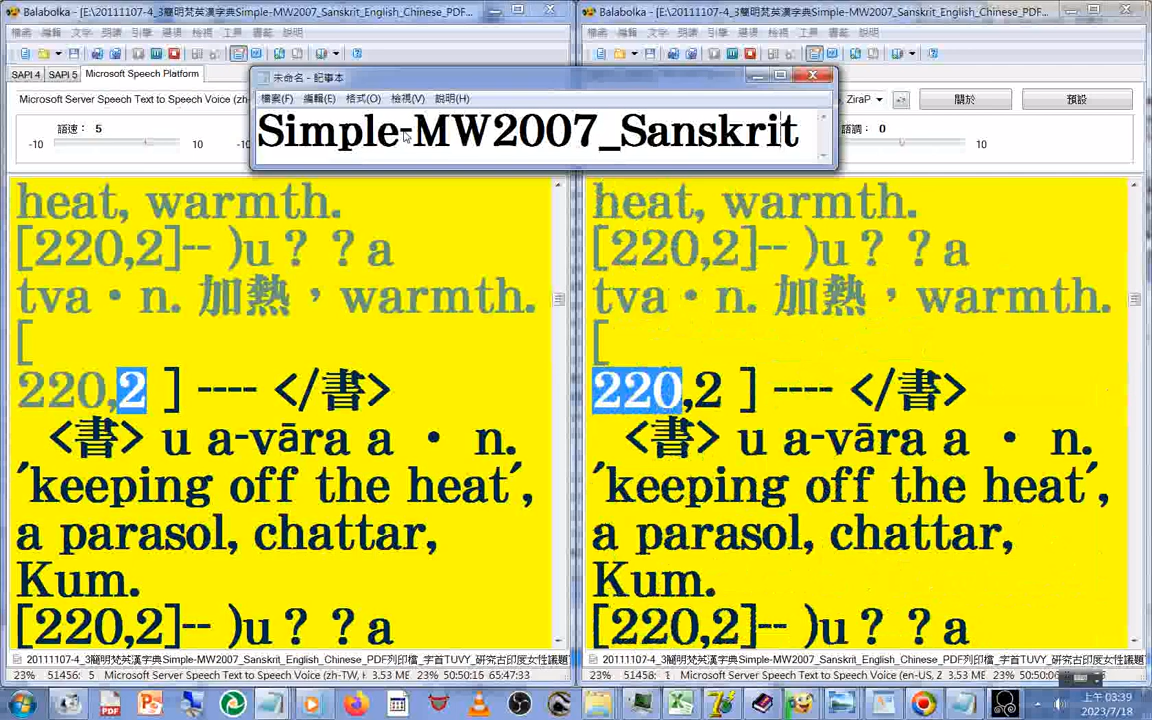 Balabolka - [E:\20111107-4_3簡明梵英漢字典Simple-MW2007_Sanskrit_English_Chinese_PDF...
Balabolka - [E:\20111107-4_3簡明梵英漢字典Simple-MW2007_Sanskrit_English_Chinese_PDF...
SAPI 4 SAPI 5 Microsoft Speech Platform
未命名 - 記事本
檔案(F) 編輯(E) 格式(O) 檢視(V) 說明(H)
Simple-MW2007_Sanskrit
Microsoft Server Speech Text to Speech Voice (zh-
, ZiraP
關於
預設
語速: 5
-10 10
語調: 0
10
heat, warmth.
[220,2]-- )u？？a
tva・n. 加熱，warmth.
[
220,2 ] ---- </書>
<書> u a-vāra a ・ n.
'keeping off the heat',
a parasol, chattar,
Kum.
[220,2]-- )u？？a
heat, warmth.
[220,2]-- )u？？a
tva・n. 加熱，warmth.
[
220,2 ] ---- </書>
<書> u a-vāra a ・ n.
'keeping off the heat',
a parasol, chattar,
Kum.
[220,2]-- )u？？a
20111107-4_3簡明梵英漢字典Simple-MW2007_Sanskrit_English_Chinese_PDF列印檔_字首TUVY_研究古印度女性議題
20111107-4_3簡明梵英漢字典Simple-MW2007_Sanskrit_English_Chinese_PDF列印檔_字首TUVY_研究古印度女性議題
23% 51456: 5 Microsoft Server Speech Text to Speech Voice (zh-TW, 3.53 ME 50:50:15 65:47:33
23% 51458: 1 Microsoft Server Speech Text to Speech Voice (en-US, Z 3.53 ME 50:50:0
上午 03:39
2023/7/18